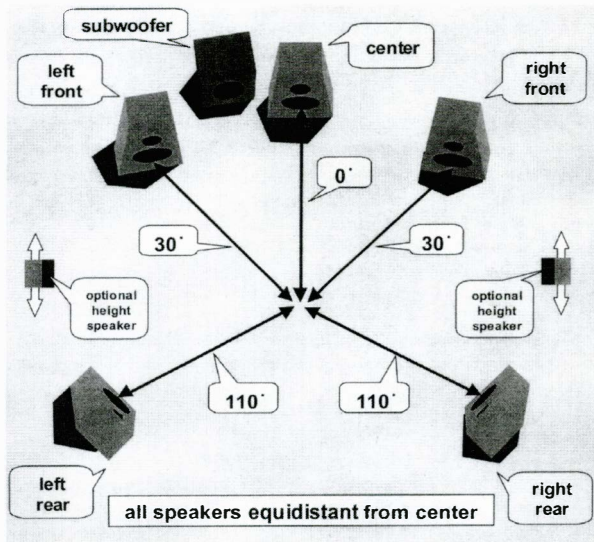 subwoofer
center
left
front
right
front
0˙
30˙
30˙
optional
height
speaker
optional
height
speaker
110˙
110˙
left
rear
right
rear
all speakers equidistant from center